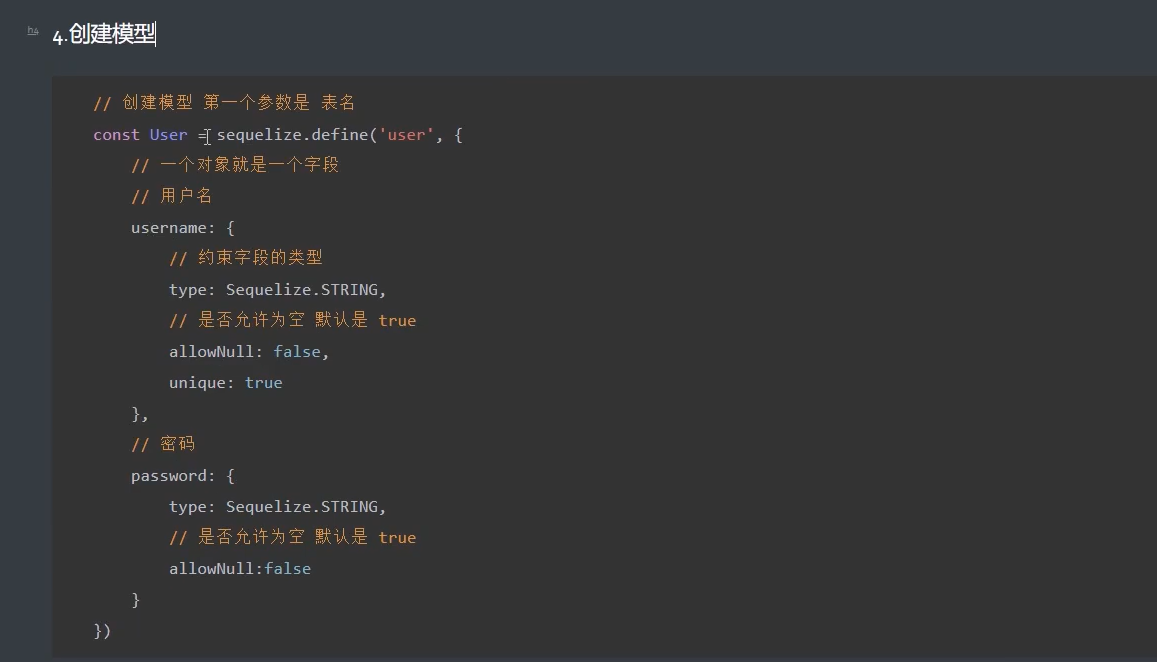 h4
4.创建模型
// 创建模型 第一个参数是 表名
const User = sequelize.define('user', {
// 一个对象就是一个字段
// 用户名
username: {
// 约束字段的类型
type: Sequelize.STRING,
// 是否允许为空 默认是 true
allowNull: false,
unique: true
},
// 密码
password: {
type: Sequelize.STRING,
// 是否允许为空 默认是 true
allowNull:false
}
})